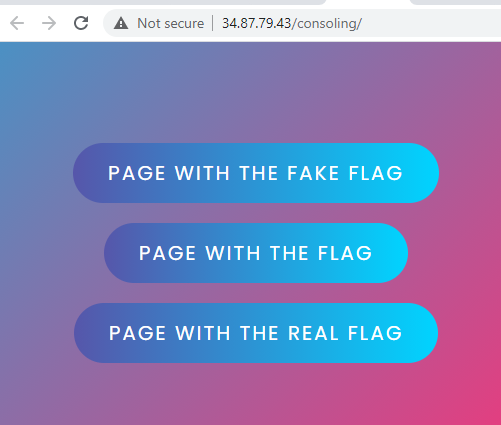 Not secure | 34.87.79.43/consoling/
PAGE WITH THE FAKE FLAG
PAGE WITH THE FLAG
PAGE WITH THE REAL FLAG